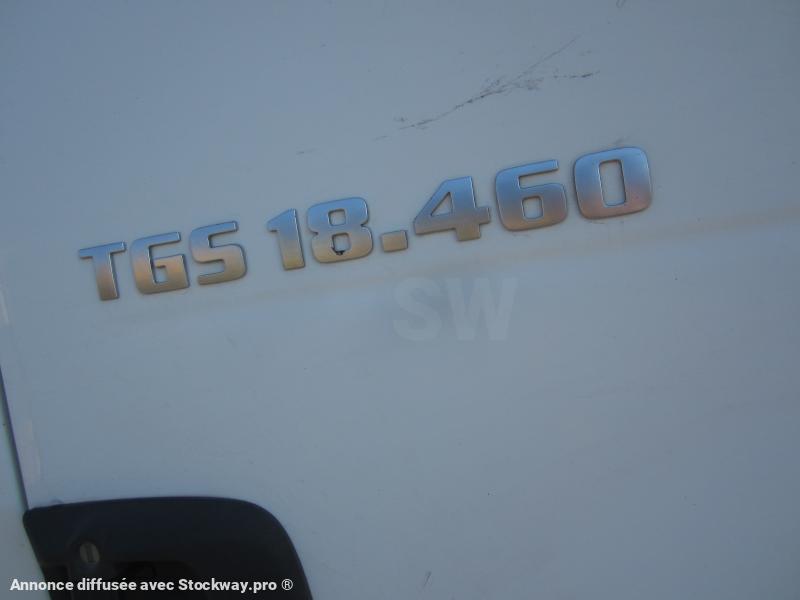 TGS 18.460
SW
Annonce diffusée avec Stockway.pro ®